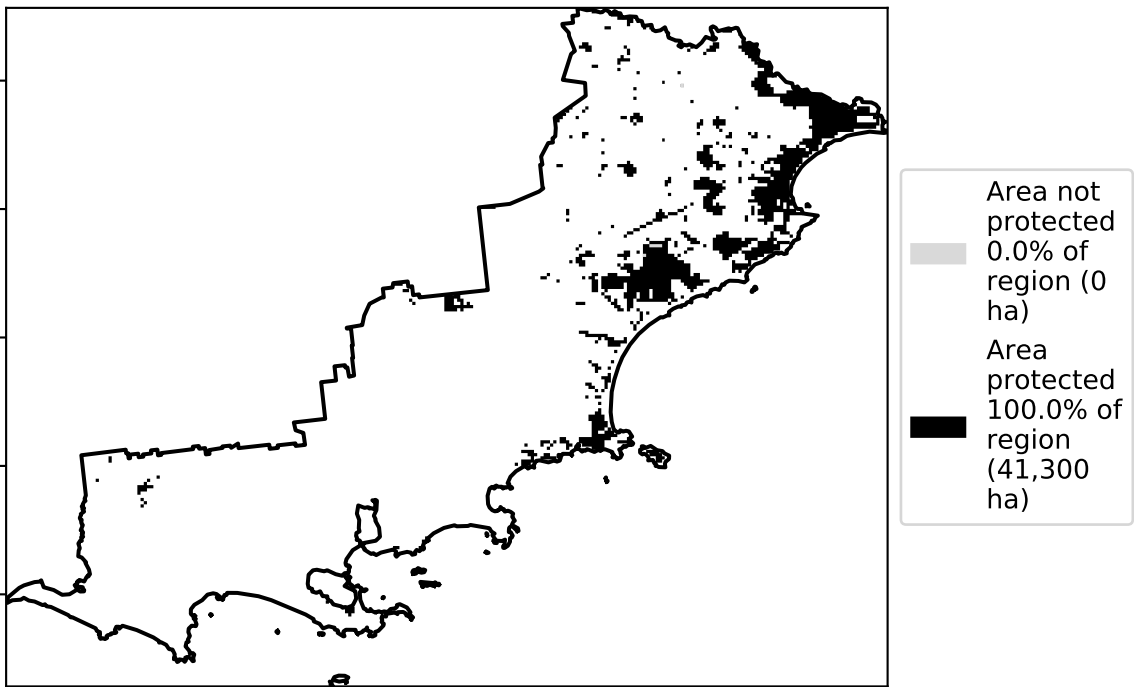 Area not
protected
0.0% of
region (0
ha)
Area
protected
100.0% of
region
(41,300
ha)